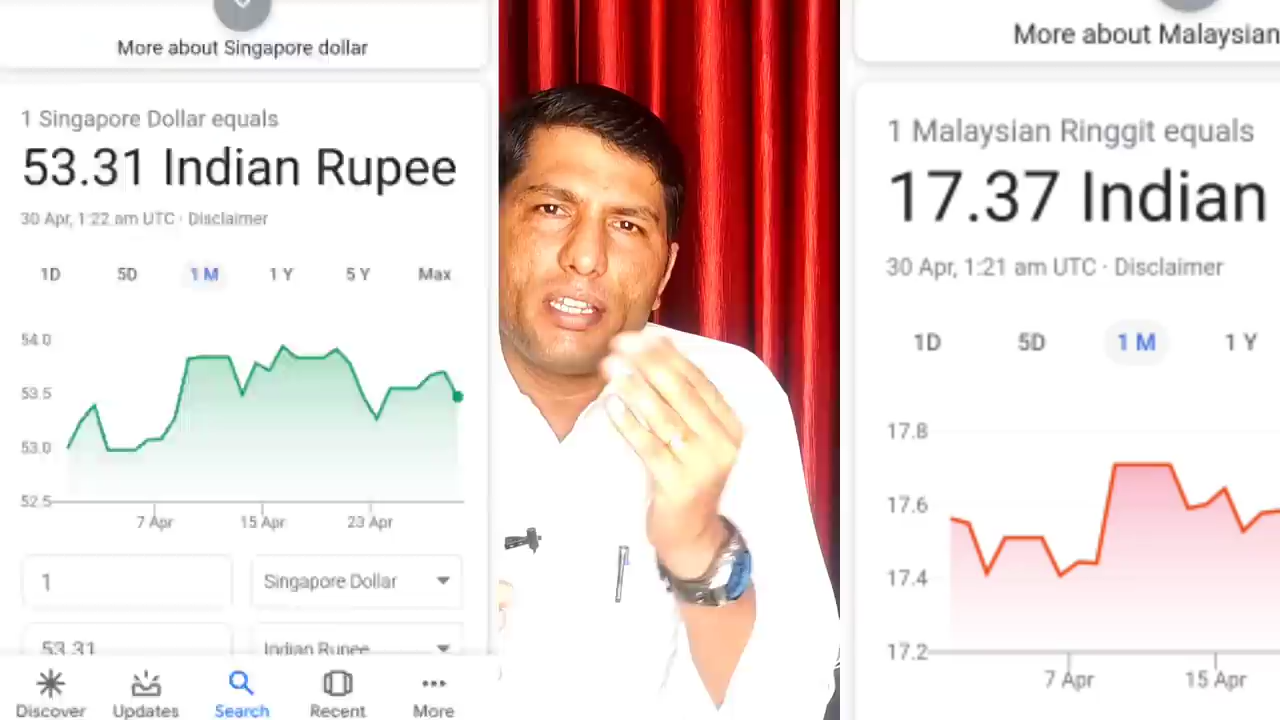 More about Singapore dollar
1 Singapore Dollar equals
53.31 Indian Rupee
30 Apr, 1:22 am UTC · Disclaimer
1D 5D 1 M 1 Y 5 Y Max
54.0
53.5
53.0
52.5
7 Apr 15 Apr 23 Apr
1 Singapore Dollar
53.31 Indian Rupee
Discover Updates Search Recent More
More about Malaysian
1 Malaysian Ringgit equals
17.37 Indian
30 Apr, 1:21 am UTC · Disclaimer
1D 5D 1 M 1 Y
17.8
17.6
17.4
17.2
7 Apr 15 Apr